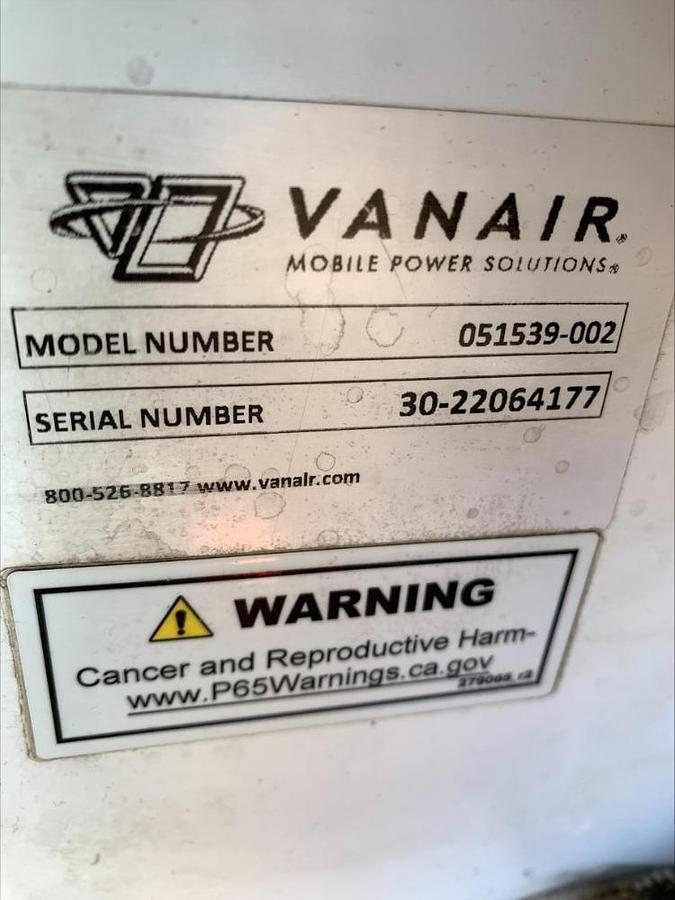 VANAIR®
MOBILE POWER SOLUTIONS®
MODEL NUMBER 051539-002
SERIAL NUMBER 30-22064177
800-526-8817 www.vanair.com
WARNING
Cancer and Reproductive Harm-
www.P65Warnings.ca.gov